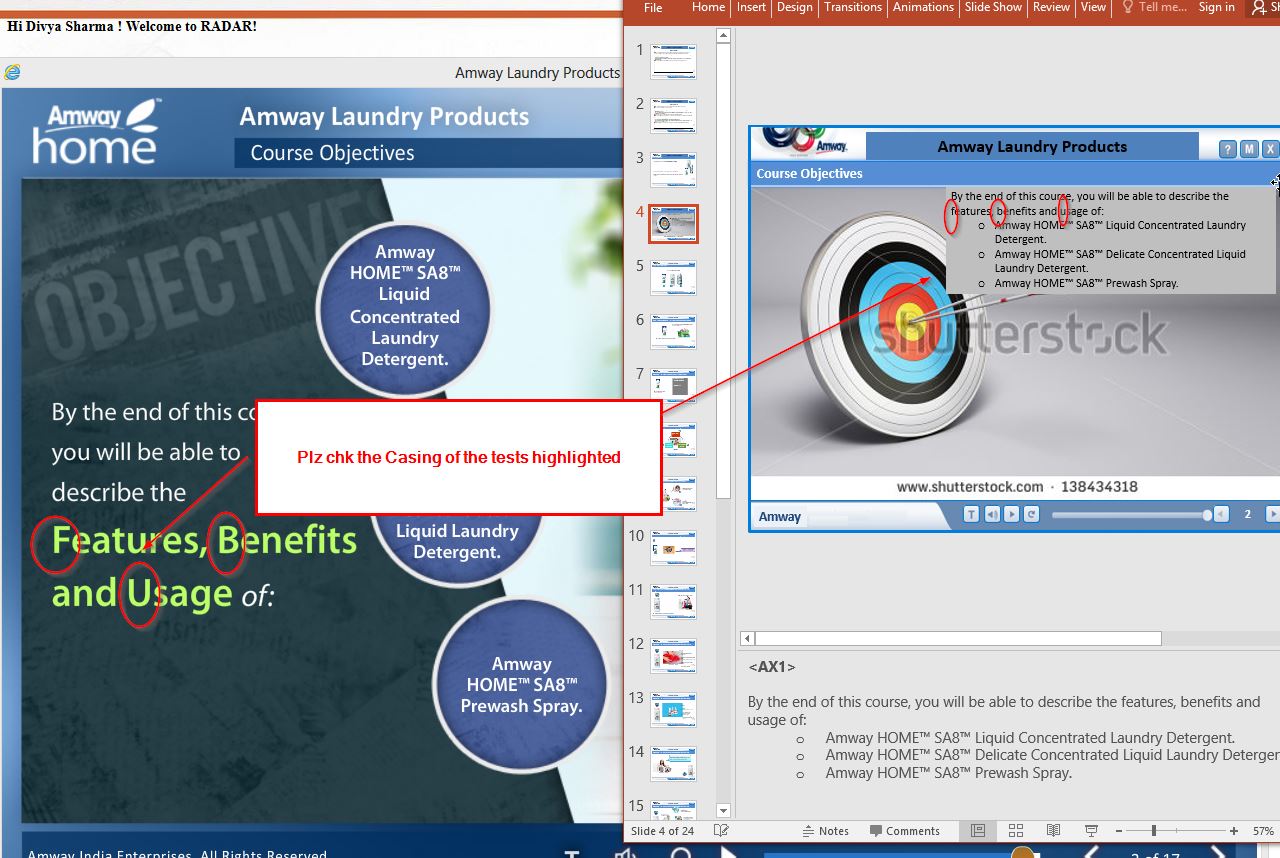 Hi Divya Sharma ! Welcome to RADAR!
Amway Laundry Products
Amway™
home
Amway Laundry Products
Course Objectives
Amway
HOME™ SA8™
Liquid
Concentrated
Laundry
Detergent.
By the end of this co
you will be able to
describe the
Features, Benefits
and Usage of:
Liquid Laundry
Detergent.
Amway
HOME™ SA8™
Prewash Spray.
Amway India Enterprises. All Rights Reserved.
2 of 17
Plz chk the Casing of the tests highlighted
File Home Insert Design Transitions Animations Slide Show Review View Tell me... Sign in Sh
1
2
3
4
5
6
7
10
11
12
13
14
15
Amway.
Amway Laundry Products
? M X
Course Objectives
By the end of this course, you will be able to describe the
features, benefits and usage of:
o Amway HOME™ SA8™ Liquid Concentrated Laundry
Detergent.
o Amway HOME™ SA8™ Delicate Concentrated Liquid
Laundry Detergent.
o Amway HOME™ SA8™ Prewash Spray.
shutterstock
www.shutterstock.com · 138434318
Amway
T
2
<AX1>
By the end of this course, you will be able to describe the features, benefits and
usage of:
o Amway HOME™ SA8™ Liquid Concentrated Laundry Detergent.
o Amway HOME™ SA8™ Delicate Concentrated Liquid Laundry Deterger
o Amway HOME™ SA8™ Prewash Spray.
Slide 4 of 24
Notes
Comments
57%